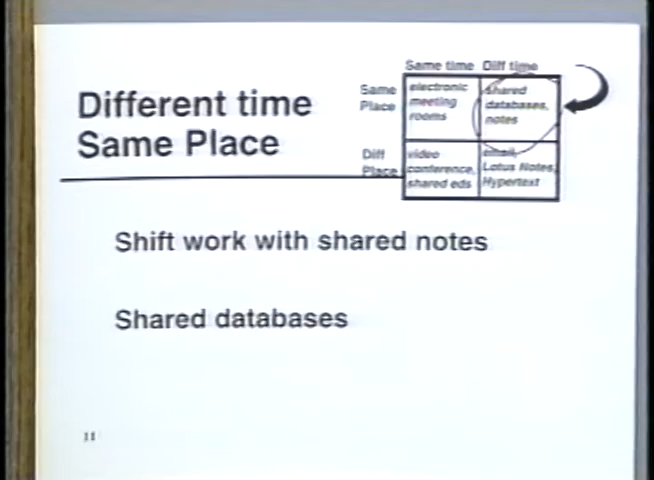 Different time
Same Place
Same time Diff time
Same
Place
electronic
meeting
rooms
shared
databases,
notes
Diff
Place
video
conference,
shared eds
email,
Lotus Notes,
Hypertext
Shift work with shared notes
Shared databases
11